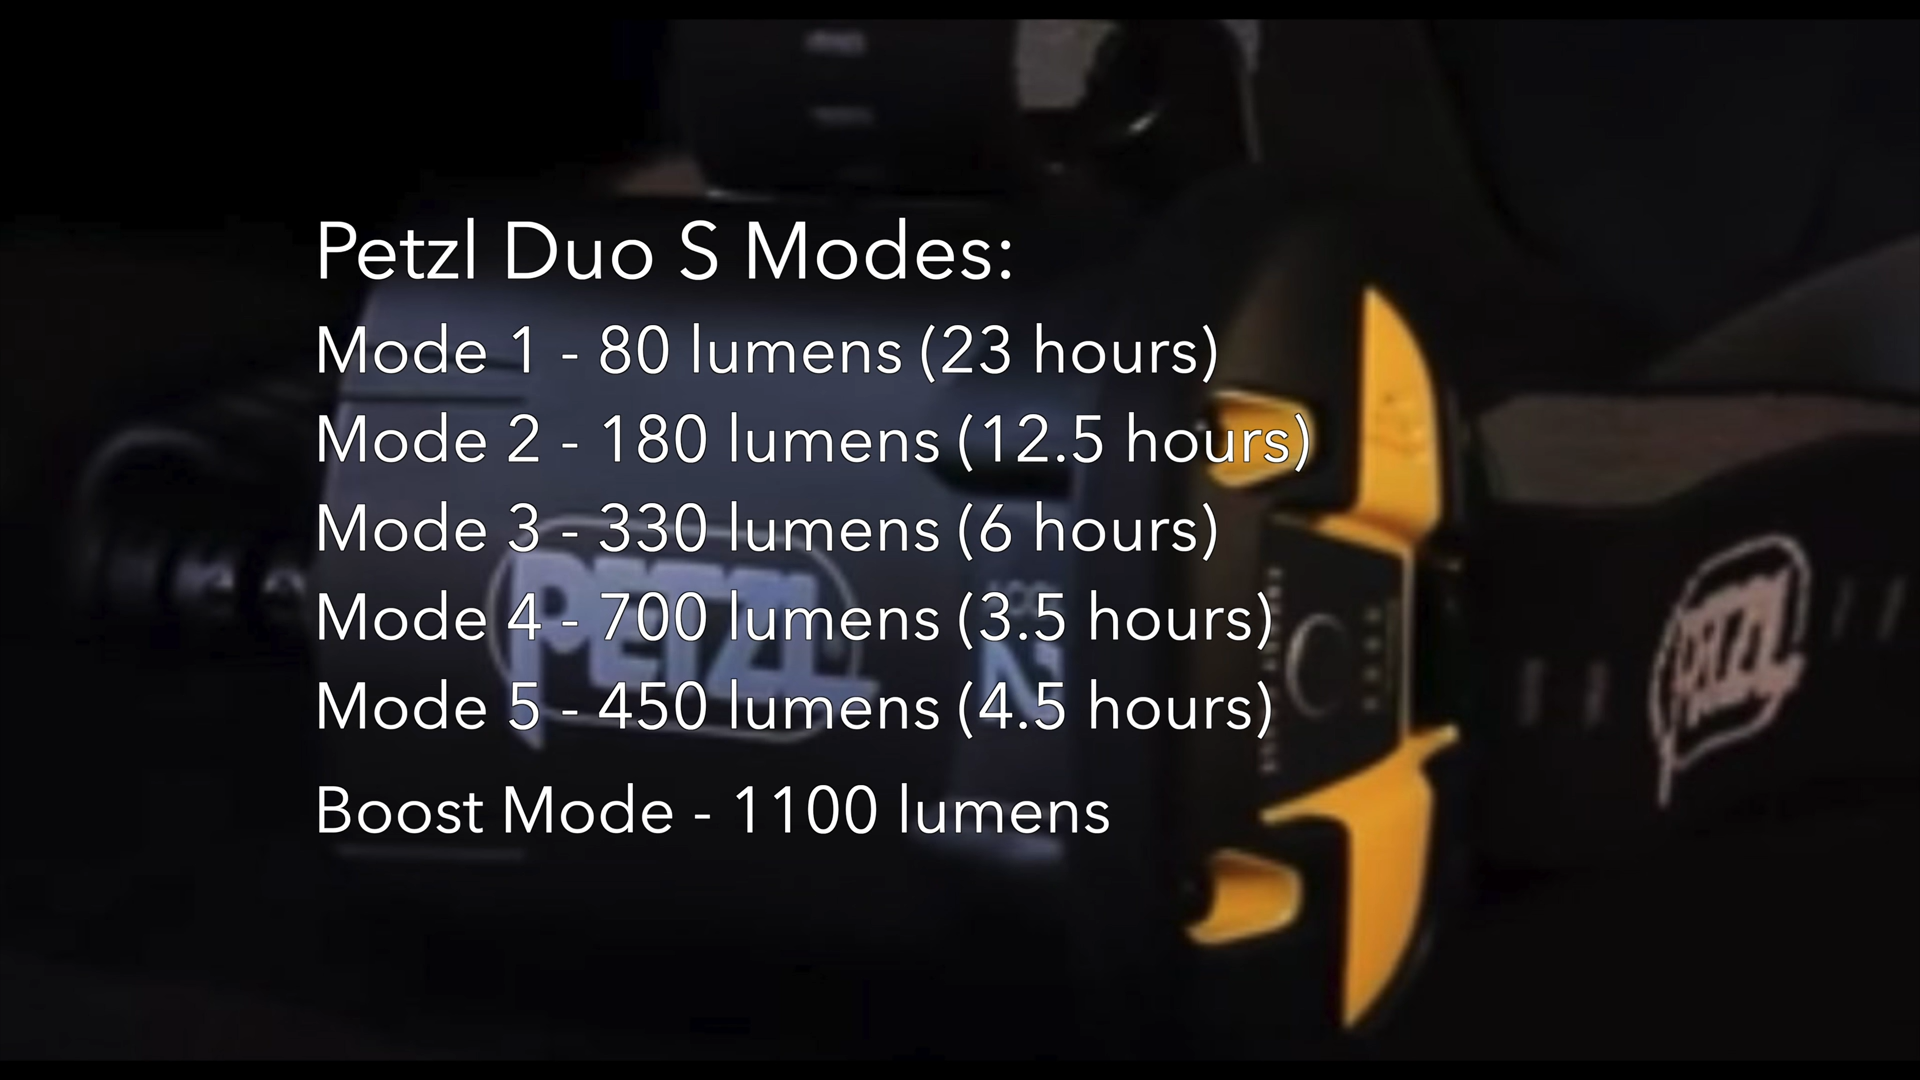 Petzl Duo S Modes:
Mode 1 - 80 lumens (23 hours)
Mode 2 - 180 lumens (12.5 hours)
Mode 3 - 330 lumens (6 hours)
Mode 4 - 700 lumens (3.5 hours)
Mode 5 - 450 lumens (4.5 hours)
Boost Mode - 1100 lumens
PETZL
PETZL